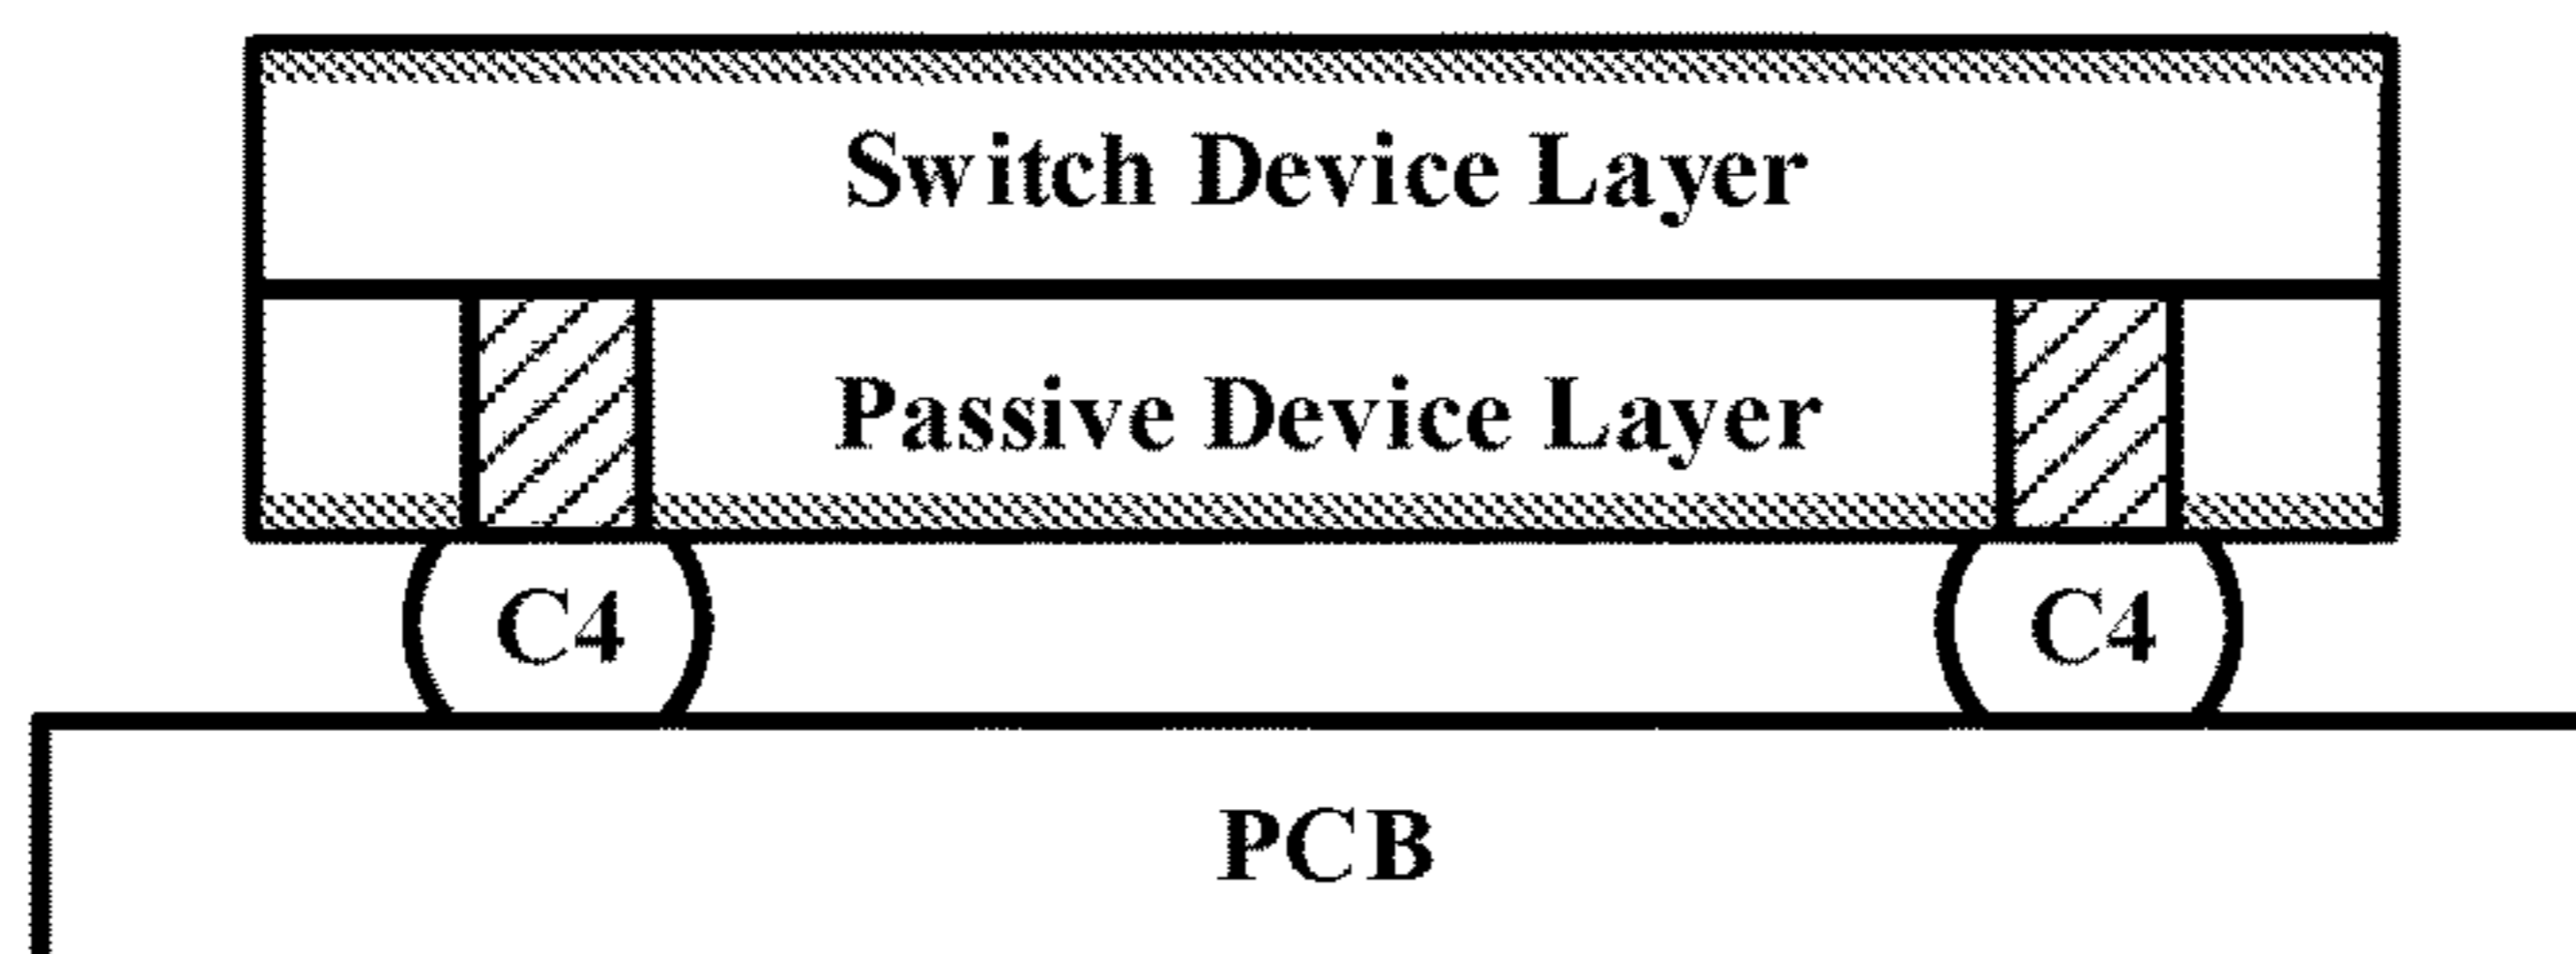 Switch Device Layer
Passive Device Layer
C4 C4
PCB